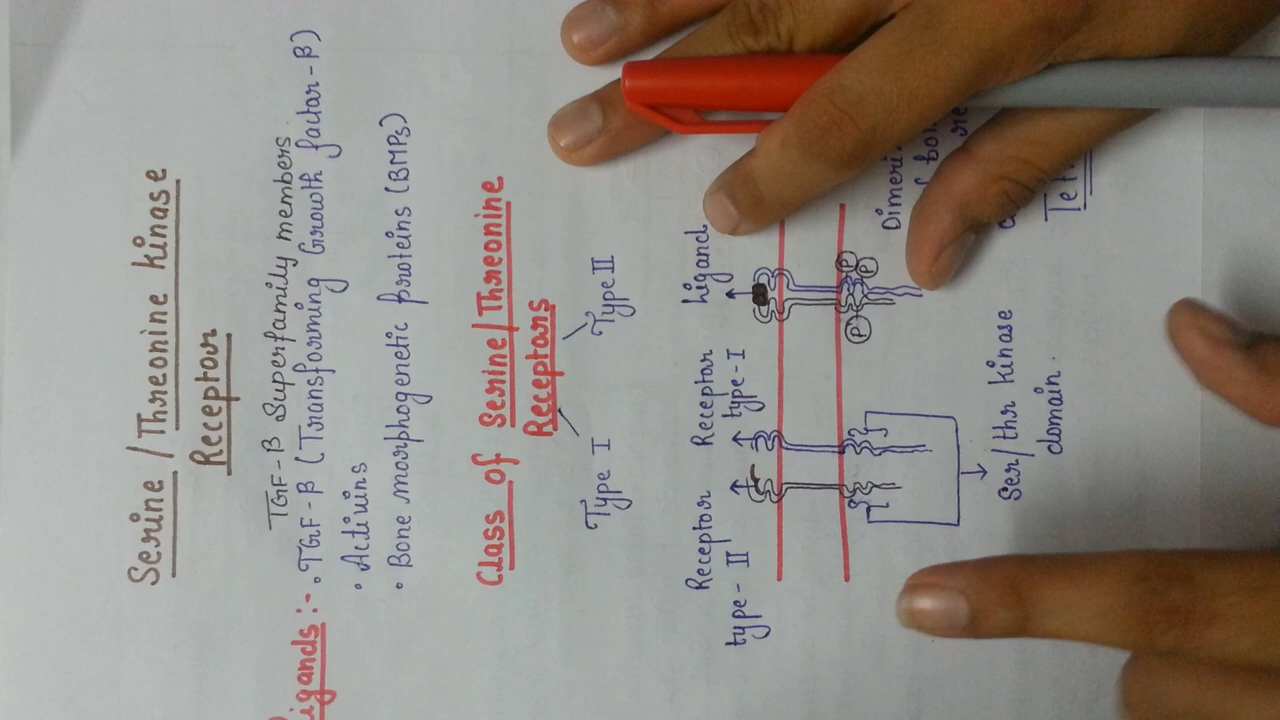 Serine / Threonine kinase
Receptor
TGF-β Superfamily members.
Ligands :- • TGF-β (Transforming Growth factor-β)
• Activins
• Bone morphogenetic proteins (BMPs)
Class of Serine/Threonine
Receptors
Type I
Type II
Receptor
type-II
Receptor
type-I
Ligand
P
P
P
Ser/thr kinase
domain.